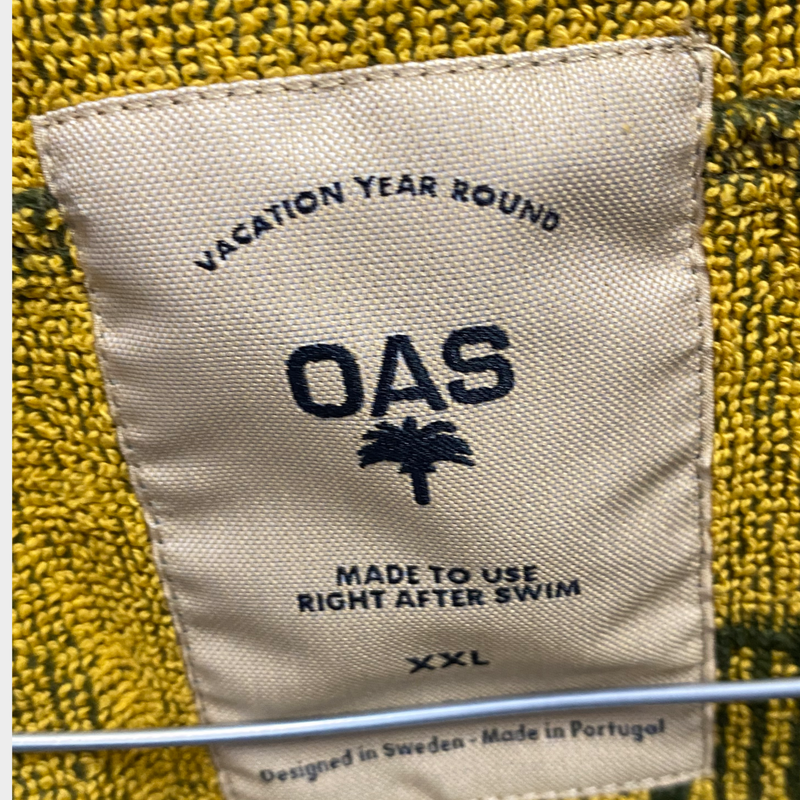 VACATION YEAR ROUND
OAS
MADE TO USE
RIGHT AFTER SWIM
XXL
Designed in Sweden - Made in Portugal